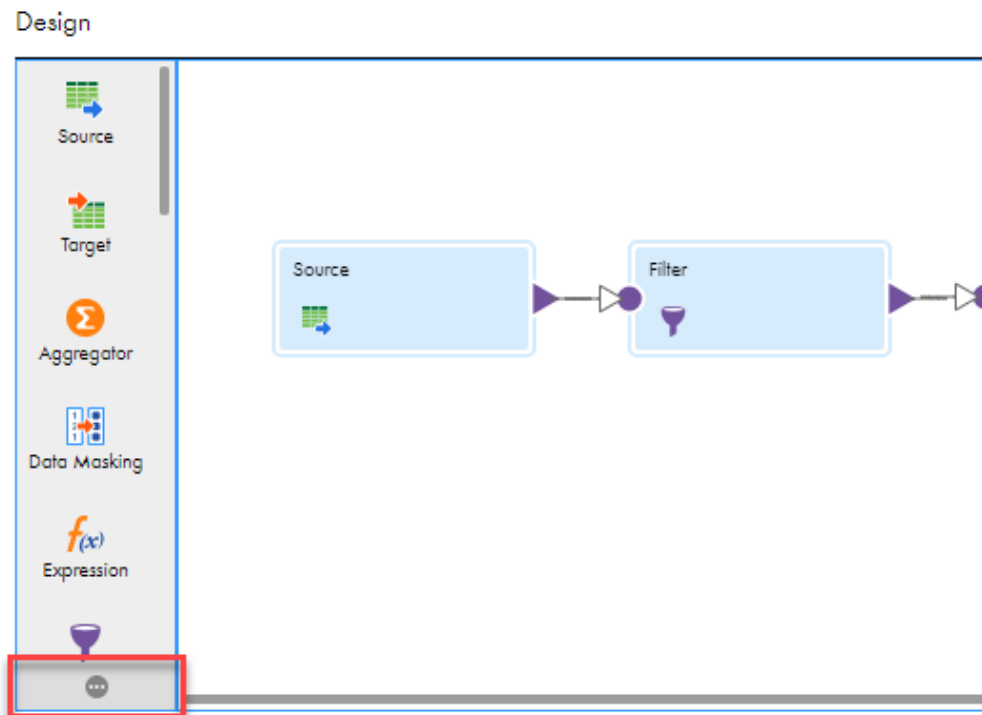 Design
Source
Target
Aggregator
Data Masking
f(x)
Expression
Source
Filter